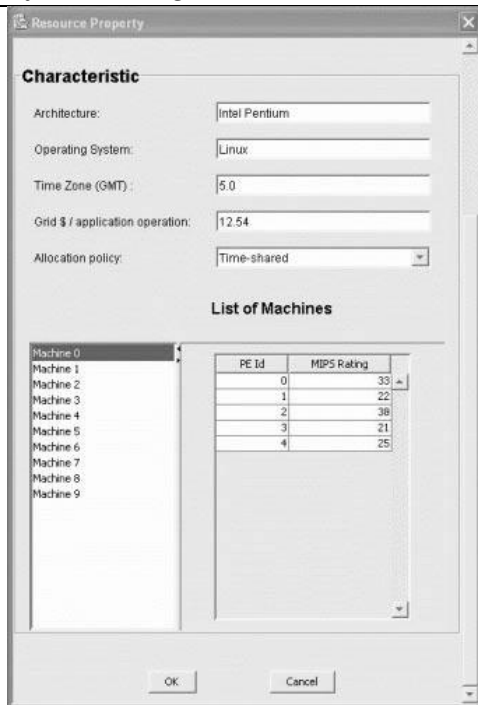 Resource Property
Characteristic
Architecture: Intel Pentium
Operating System: Linux
Time Zone (GMT) : 5.0
Grid $ / application operation: 12.54
Allocation policy: Time-shared
List of Machines
Machine 0
Machine 1
Machine 2
Machine 3
Machine 4
Machine 5
Machine 6
Machine 7
Machine 8
Machine 9
PE Id MIPS Rating
0 33
1 22
2 38
3 21
4 25
OK Cancel